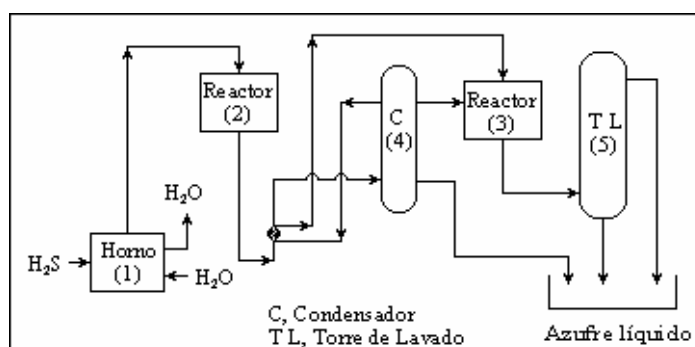 Reactor
(2)
C
(4)
Reactor
(3)
T L
(5)
H₂O
H₂S
Horno
(1)
H₂O
C, Condensador
T L, Torre de Lavado
Azufre líquido